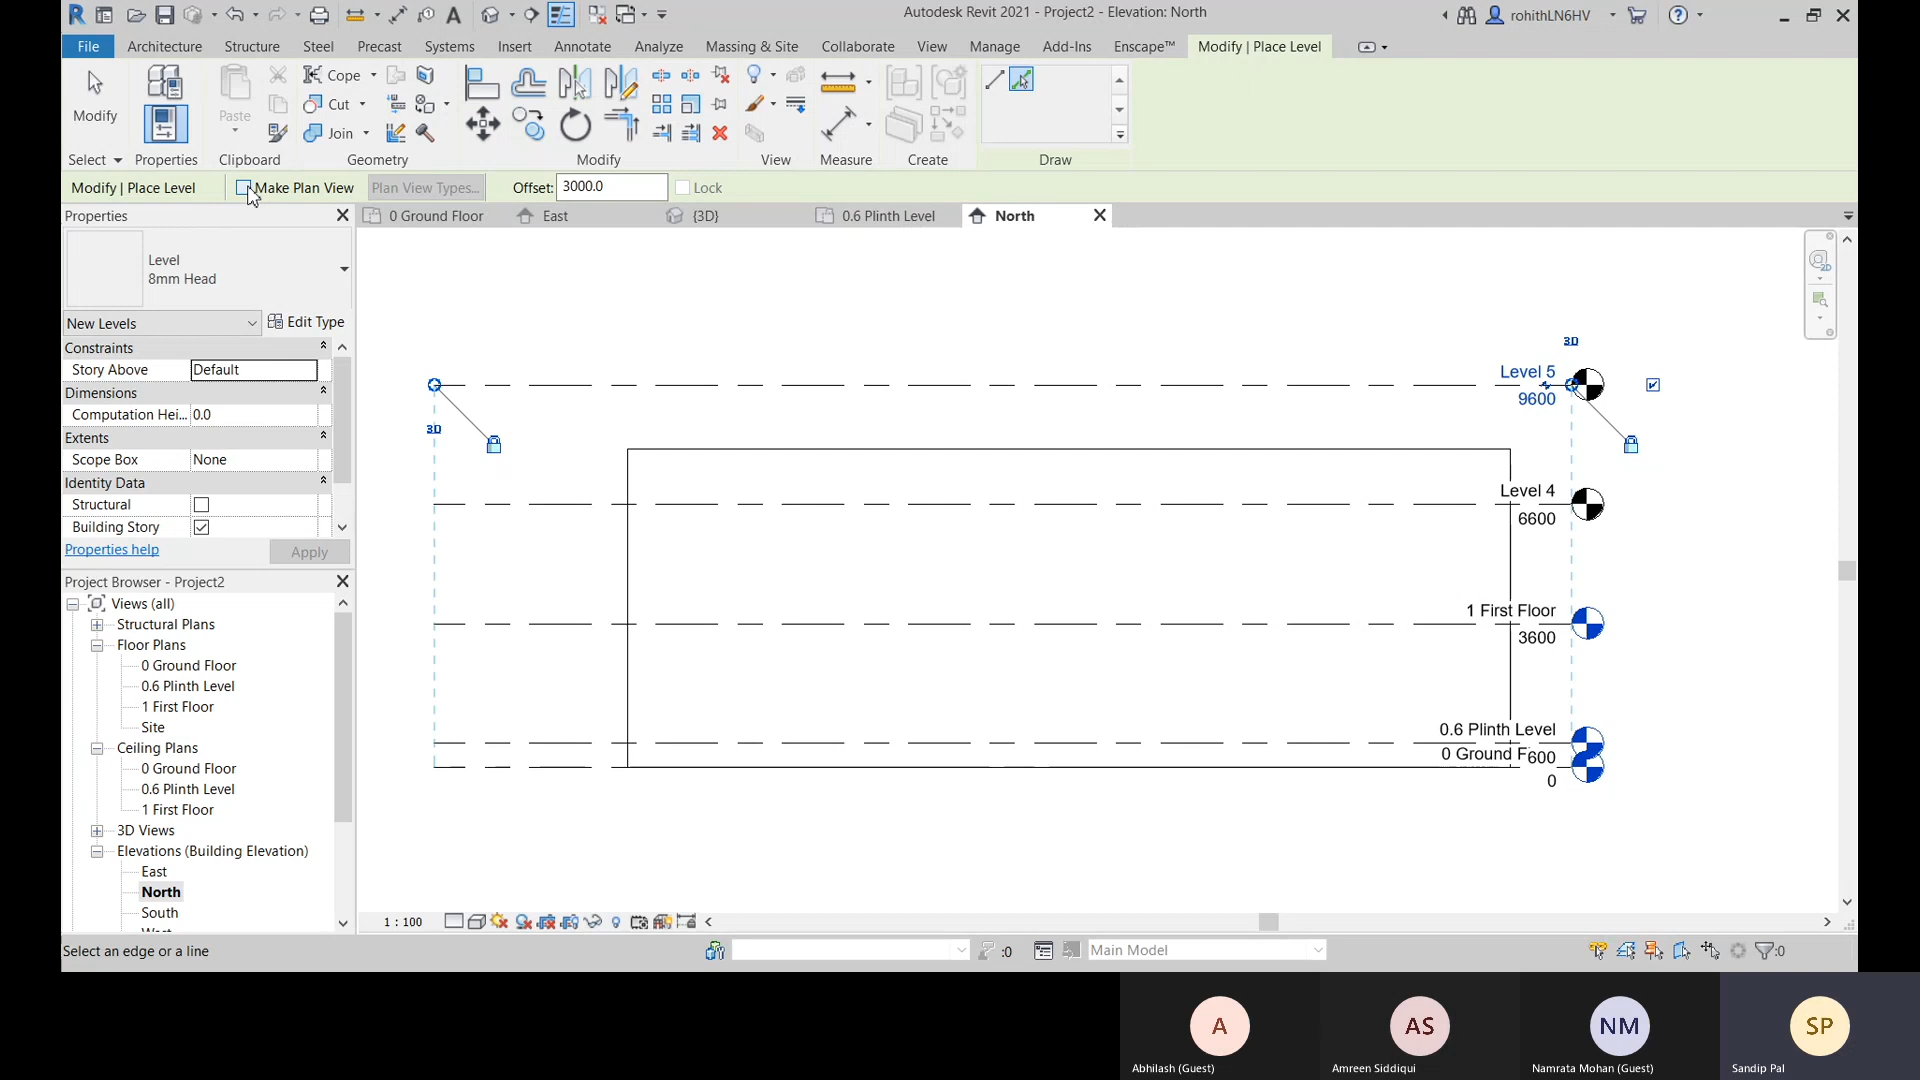 Autodesk Revit 2021 - Project2 - Elevation: North
rohithLN6HV
File Architecture Structure Steel Precast Systems Insert Annotate Analyze Massing & Site Collaborate View Manage Add-Ins Enscape™ Modify | Place Level
Modify
Paste
Cope
Cut
Join
Select Properties Clipboard Geometry Modify View Measure Create Draw
Modify | Place Level Make Plan View Plan View Types... Offset: 3000.0 Lock
Properties
0 Ground Floor East {3D} 0.6 Plinth Level North
Level
8mm Head
New Levels Edit Type
Constraints
Story Above Default
Dimensions
Computation Hei... 0.0
Extents
Scope Box None
Identity Data
Structural
Building Story
Properties help Apply
Project Browser - Project2
Views (all)
Structural Plans
Floor Plans
0 Ground Floor
0.6 Plinth Level
1 First Floor
Site
Ceiling Plans
0 Ground Floor
0.6 Plinth Level
1 First Floor
3D Views
Elevations (Building Elevation)
East
North
South
2D
3D
Level 5
9600
3D
Level 4
6600
1 First Floor
3600
0.6 Plinth Level
0 Ground F
600
0
1 : 100
Select an edge or a line
:0
Main Model
:0
A
AS
NM
SP
Abhilash (Guest)
Amreen Siddiqui
Namrata Mohan (Guest)
Sandip Pal